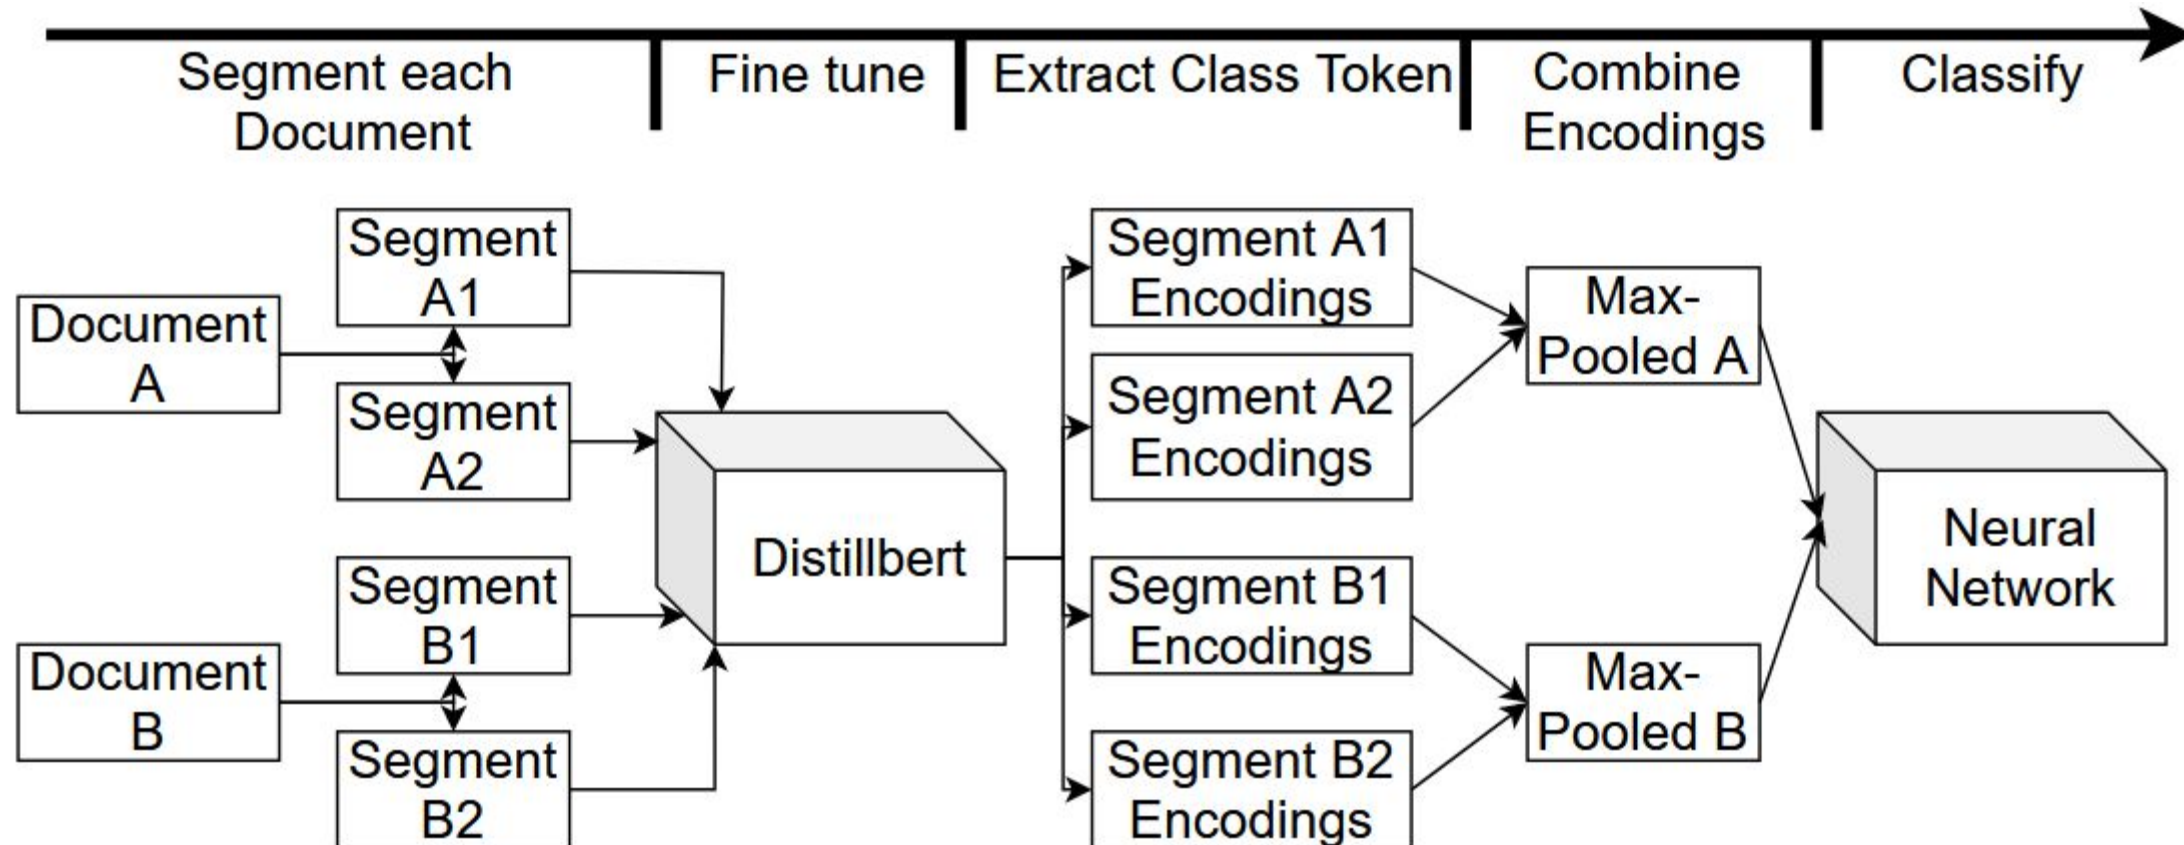 Segment each
Document
Fine tune
Extract Class Token
Combine
Encodings
Classify
Document
A
Segment
A1
Segment
A2
Document
B
Segment
B1
Segment
B2
Distillbert
Segment A1
Encodings
Segment A2
Encodings
Segment B1
Encodings
Segment B2
Encodings
Max-
Pooled A
Max-
Pooled B
Neural
Network